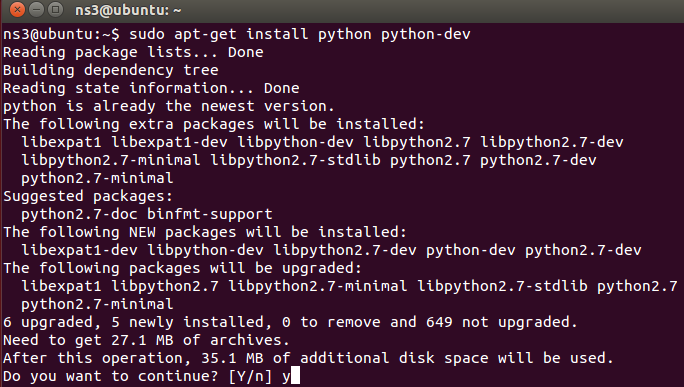 ns3@ubuntu: ~
ns3@ubuntu:~$ sudo apt-get install python python-dev
Reading package lists... Done
Building dependency tree
Reading state information... Done
python is already the newest version.
The following extra packages will be installed:
  libexpat1 libexpat1-dev libpython-dev libpython2.7 libpython2.7-dev
  libpython2.7-minimal libpython2.7-stdlib python2.7 python2.7-dev
  python2.7-minimal
Suggested packages:
  python2.7-doc binfmt-support
The following NEW packages will be installed:
  libexpat1-dev libpython-dev libpython2.7-dev python-dev python2.7-dev
The following packages will be upgraded:
  libexpat1 libpython2.7 libpython2.7-minimal libpython2.7-stdlib python2.7
  python2.7-minimal
6 upgraded, 5 newly installed, 0 to remove and 649 not upgraded.
Need to get 27.1 MB of archives.
After this operation, 35.1 MB of additional disk space will be used.
Do you want to continue? [Y/n] y